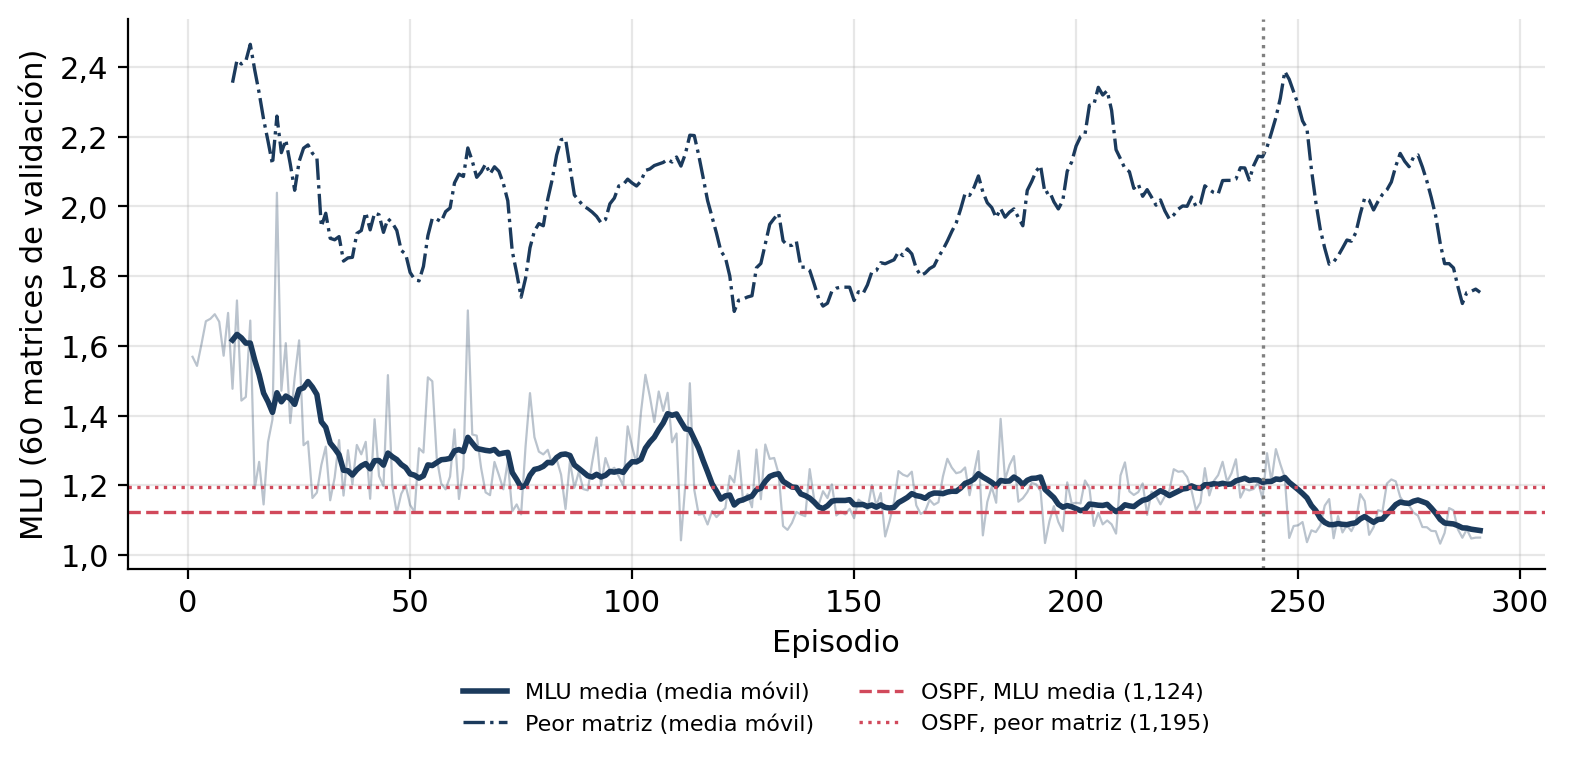 MLU (60 matrices de validación)
2,4
2,2
2,0
1,8
1,6
1,4
1,2
1,0
0
50
100
150
200
250
300
Episodio
MLU media (media móvil)
Peor matriz (media móvil)
OSPF, MLU media (1,124)
OSPF, peor matriz (1,195)